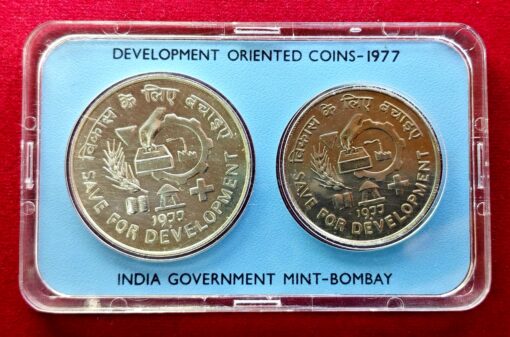 DEVELOPMENT ORIENTED COINS-1977
विकास के लिए बचाइए
1977
SAVE FOR DEVELOPMENT
विकास के लिए बचाइए
1977
SAVE FOR DEVELOPMENT
INDIA GOVERNMENT MINT-BOMBAY